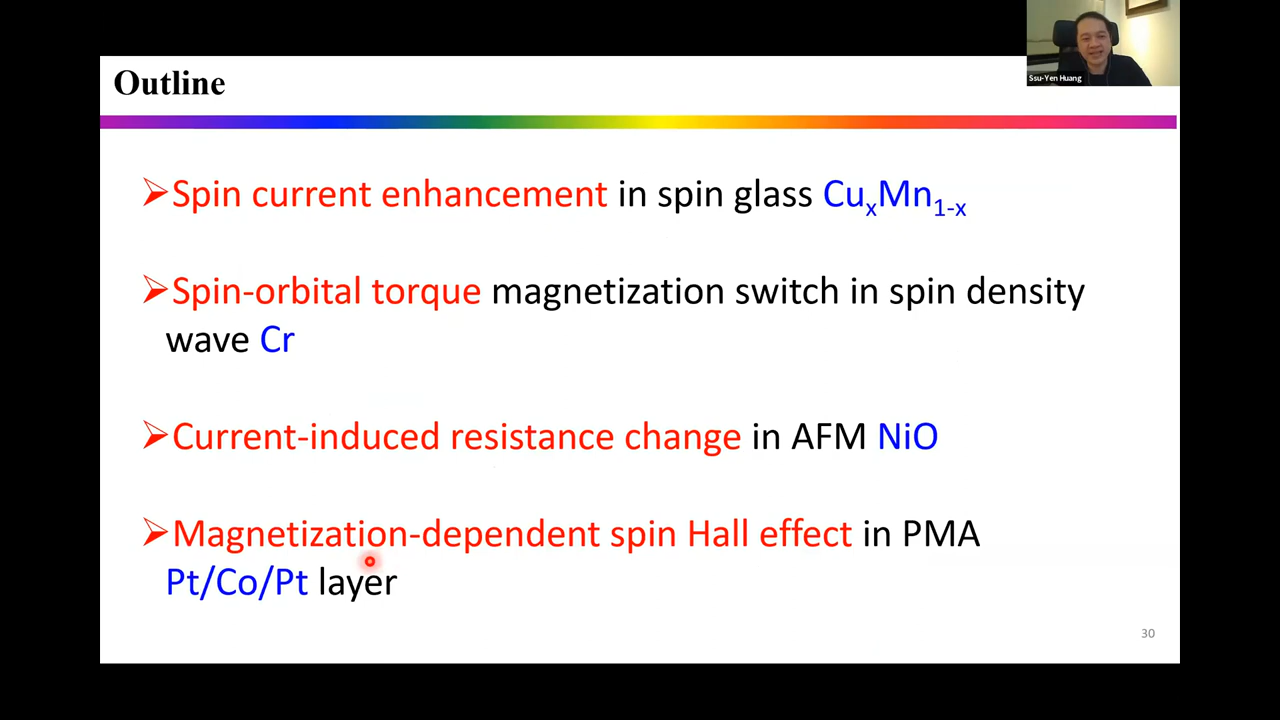 Ssu-Yen Huang
Outline
➢Spin current enhancement in spin glass CuxMn1-x
➢Spin-orbital torque magnetization switch in spin density
wave Cr
➢Current-induced resistance change in AFM NiO
➢Magnetization-dependent spin Hall effect in PMA
Pt/Co/Pt layer
30